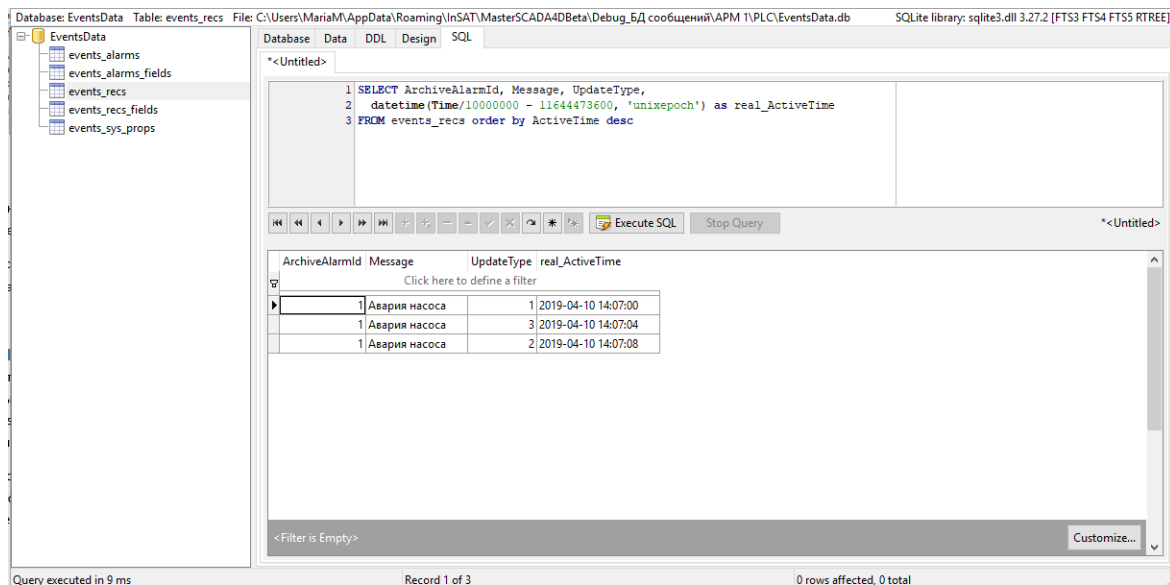 Database: EventsData Table: events_recs File: C:\Users\MariaM\AppData\Roaming\InSAT\MasterSCADA4DBeta\Debug_БД сообщений\АРМ 1\PLC\EventsData.db SQLite library: sqlite3.dll 3.27.2 [FTS3 FTS4 FTS5 RTREE]
EventsData
events_alarms
events_alarms_fields
events_recs
events_recs_fields
events_sys_props
Database Data DDL Design SQL
*<Untitled>
1 SELECT ArchiveAlarmId, Message, UpdateType,
2 datetime(Time/10000000 - 11644473600, 'unixepoch') as real_ActiveTime
3 FROM events_recs order by ActiveTime desc
Execute SQL Stop Query *<Untitled>
ArchiveAlarmId Message UpdateType real_ActiveTime
Click here to define a filter
1 Авария насоса 1 2019-04-10 14:07:00
1 Авария насоса 3 2019-04-10 14:07:04
1 Авария насоса 2 2019-04-10 14:07:08
<Filter is Empty> Customize...
Query executed in 9 ms Record 1 of 3 0 rows affected, 0 total